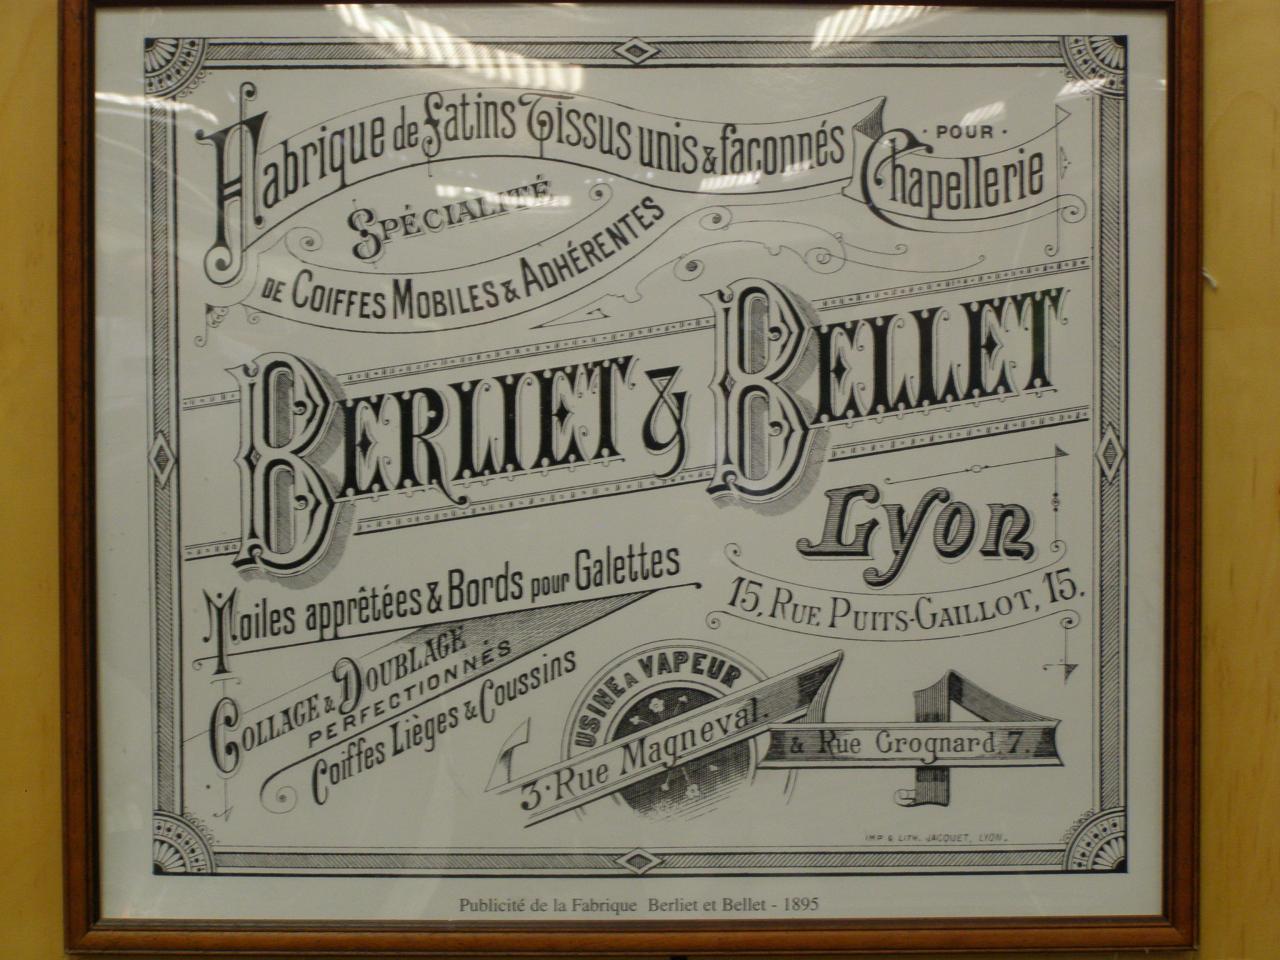 Fabrique de Satins Tissus unis & façonnés
· POUR ·
Chapellerie
SPÉCIALITÉ
DE COIFFES MOBILES & ADHÉRENTES
BERLIET & BELLET
Lyon
15, RUE PUITS-GAILLOT, 15.
Toiles apprêtées & Bords pour Galettes
COLLAGE & DOUBLAGE
PERFECTIONNÉS
Coiffes Lièges & Coussins
USINE A VAPEUR
3·Rue Magneval.
& Rue Grognard, 7.
IMP & LITH. JACQUET, LYON.
Publicité de la Fabrique Berliet et Bellet - 1895